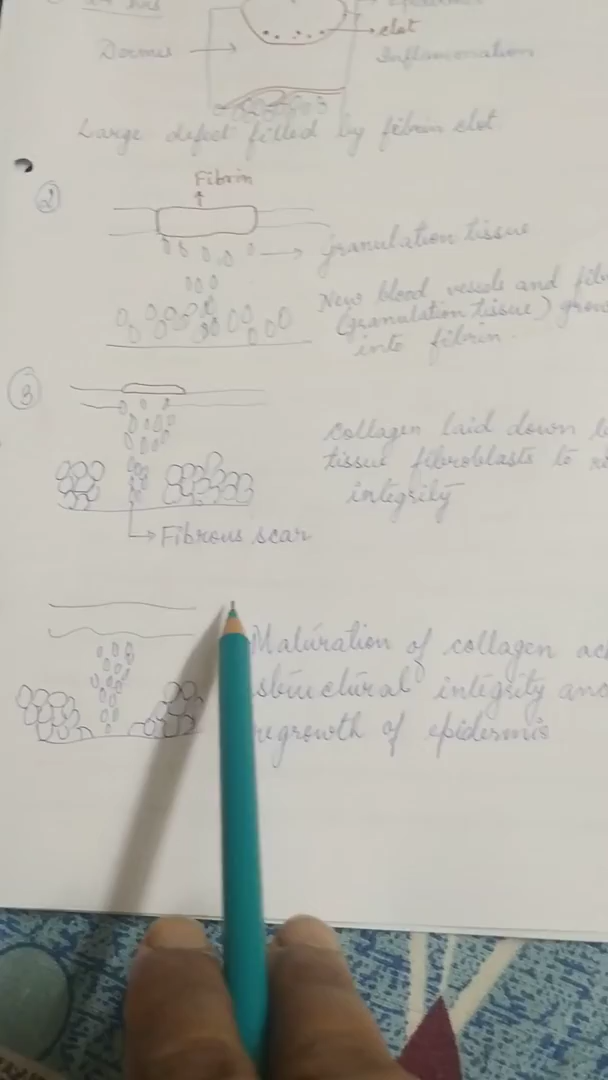 clot
Dermis
Inflammation
Large defect filled by fibrin clot
2
Fibrin
granulation tissue
New blood vessels and
(granulation tissue)
into fibrin.
3
Collagen laid down
tissue fibroblasts to
integrity
Fibrous scar
Maturation of collagen
structural integrity and
regrowth of epidermis